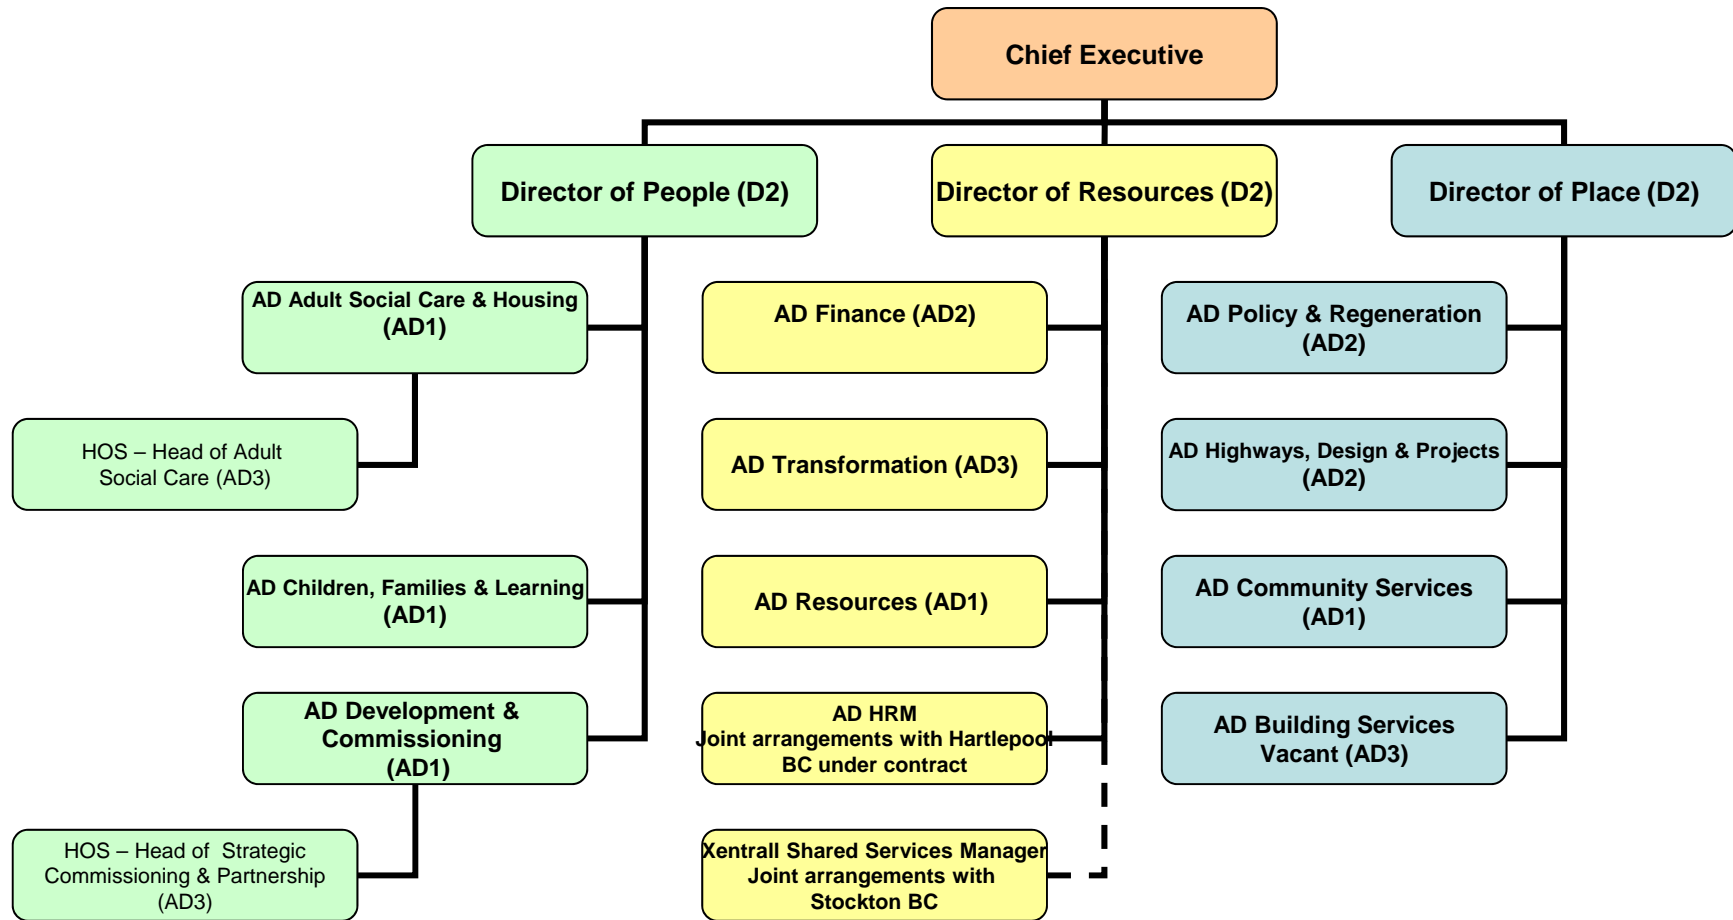 Chief Executive
Director of People (D2)
Director of Resources (D2)
Director of Place (D2)
AD Adult Social Care & Housing
(AD1)
HOS – Head of Adult
Social Care (AD3)
AD Children, Families & Learning
(AD1)
AD Development &
Commissioning
(AD1)
HOS – Head of  Strategic
Commissioning & Partnership
(AD3)
AD Finance (AD2)
AD Transformation (AD3)
AD Resources (AD1)
AD HRM
Joint arrangements with Hartlepool
BC under contract
Xentrall Shared Services Manager
Joint arrangements with
Stockton BC
AD Policy & Regeneration
(AD2)
AD Highways, Design & Projects
(AD2)
AD Community Services
(AD1)
AD Building Services
Vacant (AD3)